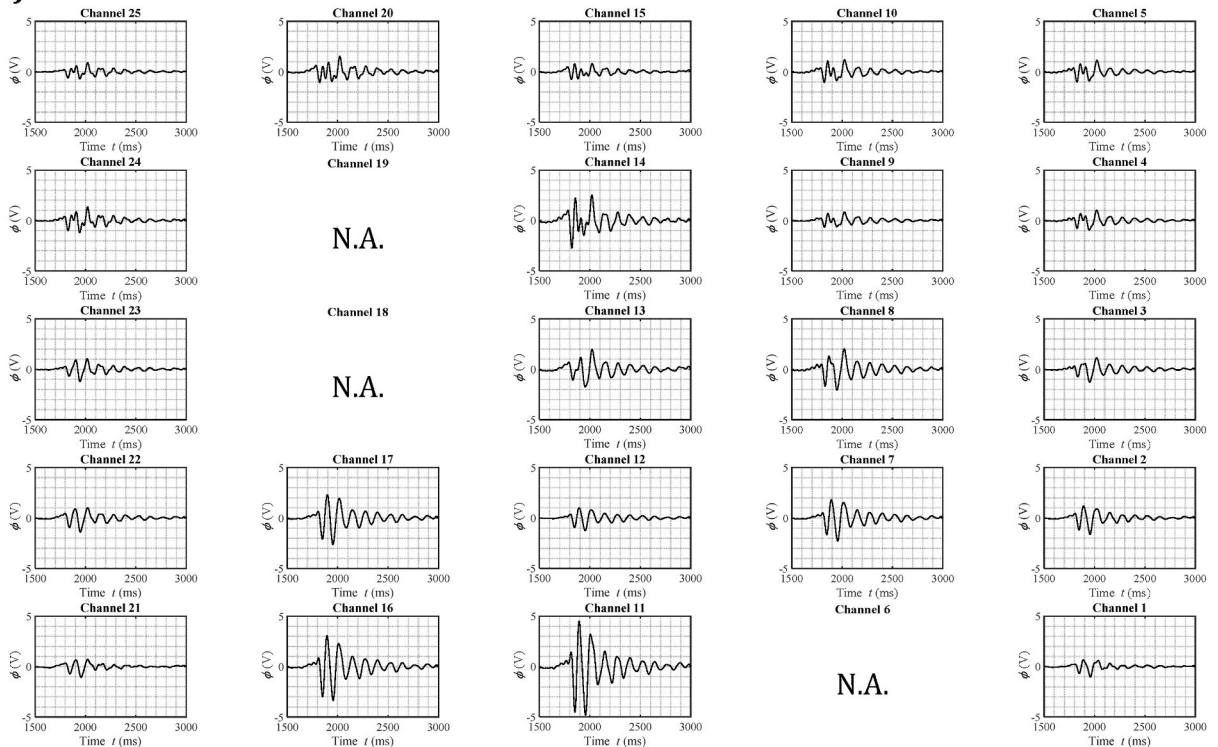 Channel 25 Channel 20 Channel 15 Channel 10 Channel 5
5 5 5 5 5
ϕ (V) ϕ (V) ϕ (V) ϕ (V) ϕ (V)
0 0 0 0 0
-5 -5 -5 -5 -5
1500 2000 2500 3000 1500 2000 2500 3000 1500 2000 2500 3000 1500 2000 2500 3000 1500 2000 2500 3000
Time t (ms) Time t (ms) Time t (ms) Time t (ms) Time t (ms)
Channel 24 Channel 19 Channel 14 Channel 9 Channel 4
5 5 5 5
ϕ (V) ϕ (V) ϕ (V) ϕ (V)
0 N.A. 0 0 0
-5 -5 -5 -5
1500 2000 2500 3000 1500 2000 2500 3000 1500 2000 2500 3000 1500 2000 2500 3000
Time t (ms) Time t (ms) Time t (ms) Time t (ms)
Channel 23 Channel 18 Channel 13 Channel 8 Channel 3
5 5 5 5
ϕ (V) ϕ (V) ϕ (V) ϕ (V)
0 N.A. 0 0 0
-5 -5 -5 -5
1500 2000 2500 3000 1500 2000 2500 3000 1500 2000 2500 3000 1500 2000 2500 3000
Time t (ms) Time t (ms) Time t (ms) Time t (ms)
Channel 22 Channel 17 Channel 12 Channel 7 Channel 2
5 5 5 5 5
ϕ (V) ϕ (V) ϕ (V) ϕ (V) ϕ (V)
0 0 0 0 0
-5 -5 -5 -5 -5
1500 2000 2500 3000 1500 2000 2500 3000 1500 2000 2500 3000 1500 2000 2500 3000 1500 2000 2500 3000
Time t (ms) Time t (ms) Time t (ms) Time t (ms) Time t (ms)
Channel 21 Channel 16 Channel 11 Channel 6 Channel 1
5 5 5 5
ϕ (V) ϕ (V) ϕ (V) ϕ (V)
0 0 0 N.A. 0
-5 -5 -5 -5
1500 2000 2500 3000 1500 2000 2500 3000 1500 2000 2500 3000 1500 2000 2500 3000
Time t (ms) Time t (ms) Time t (ms) Time t (ms)